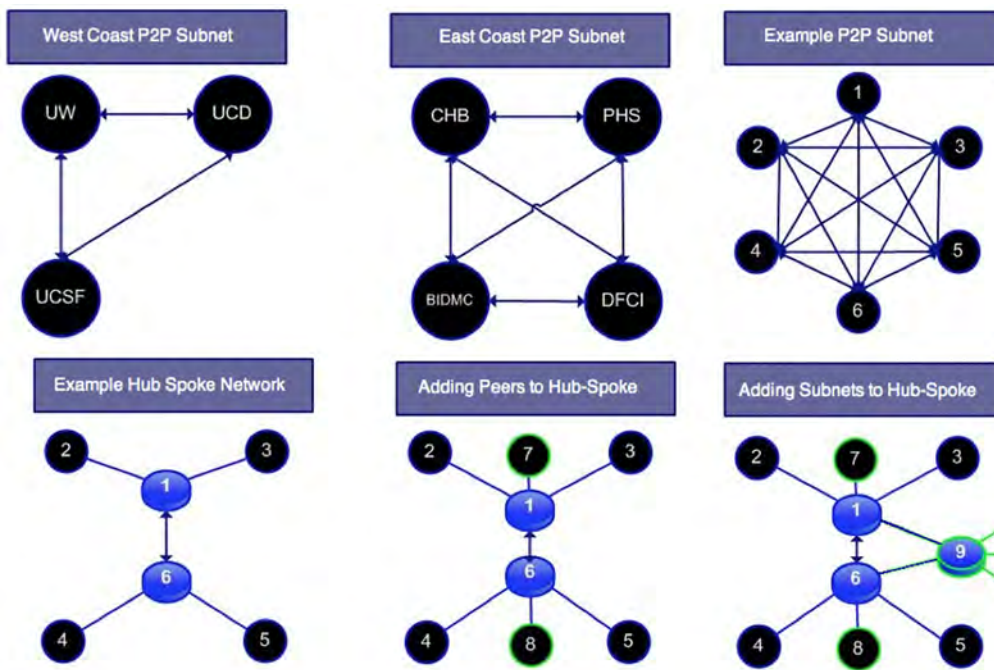 West Coast P2P Subnet
East Coast P2P Subnet
Example P2P Subnet
UW
UCD
UCSF
CHB
PHS
BIDMC
DFCI
1
2
3
4
5
6
Example Hub Spoke Network
Adding Peers to Hub-Spoke
Adding Subnets to Hub-Spoke
2
3
1
6
4
5
2
7
3
1
6
4
8
5
2
7
3
1
9
6
4
8
5